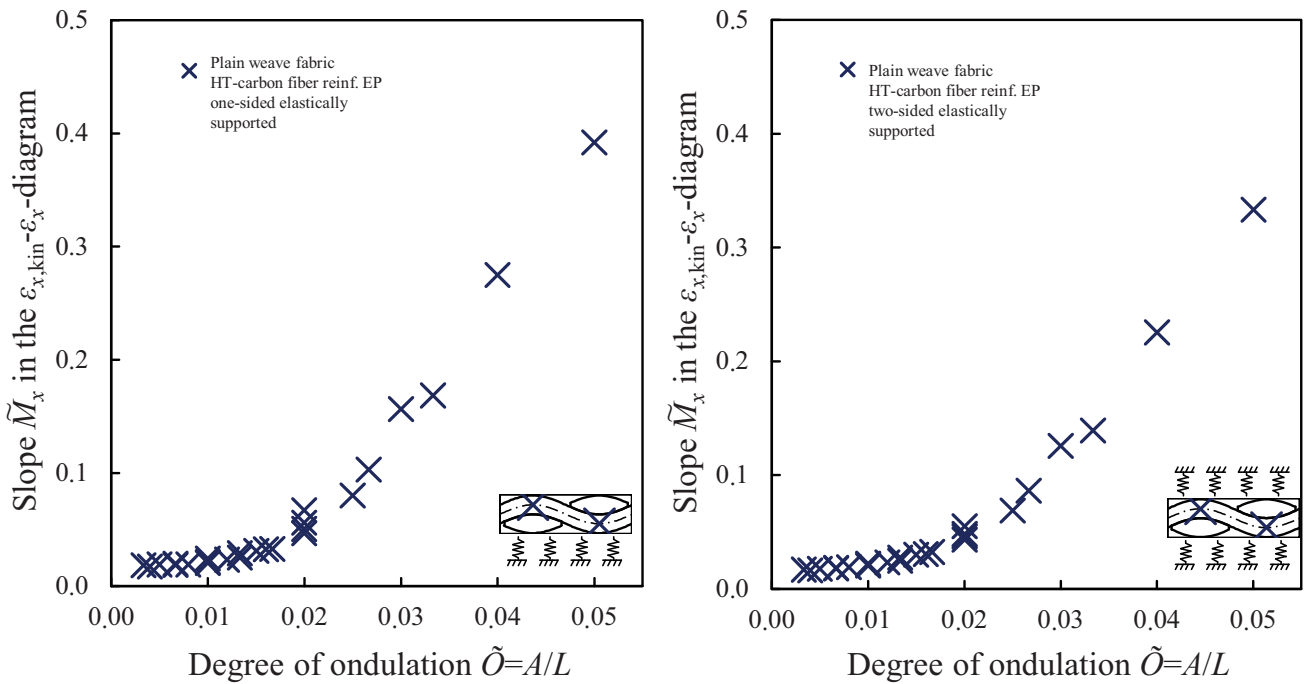 0.5
0.4
0.3
0.2
0.1
0.0
Slope M̃x in the εx,kin-εx-diagram
Plain weave fabric
HT-carbon fiber reinf. EP
one-sided elastically
supported
0.00 0.01 0.02 0.03 0.04 0.05
Degree of ondulation Õ=A/L
0.5
0.4
0.3
0.2
0.1
0.0
Slope M̃x in the εx,kin-εx-diagram
Plain weave fabric
HT-carbon fiber reinf. EP
two-sided elastically
supported
0.00 0.01 0.02 0.03 0.04 0.05
Degree of ondulation Õ=A/L